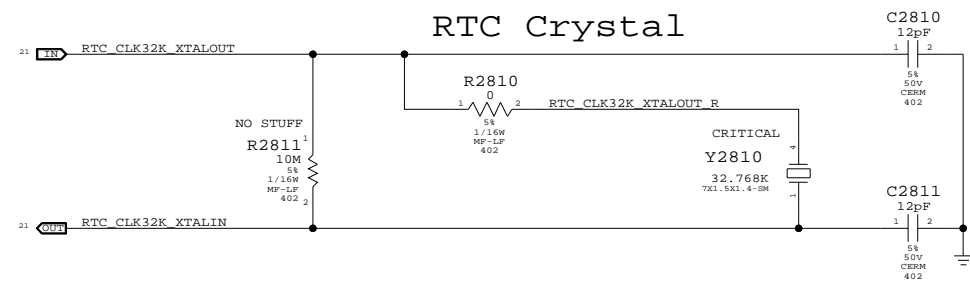 RTC Crystal
C2810
12pF
21 IN RTC_CLK32K_XTALOUT
1 2
5%
50V
CERM
402
R2810
0
1 2 RTC_CLK32K_XTALOUT_R
5%
1/16W
MF-LF
402
NO STUFF
R2811 1
10M
5%
1/16W
MF-LF
402 2
CRITICAL
4
Y2810
32.768K
7X1.5X1.4-SM
1
C2811
12pF
21 OUT RTC_CLK32K_XTALIN
1 2
5%
50V
CERM
402